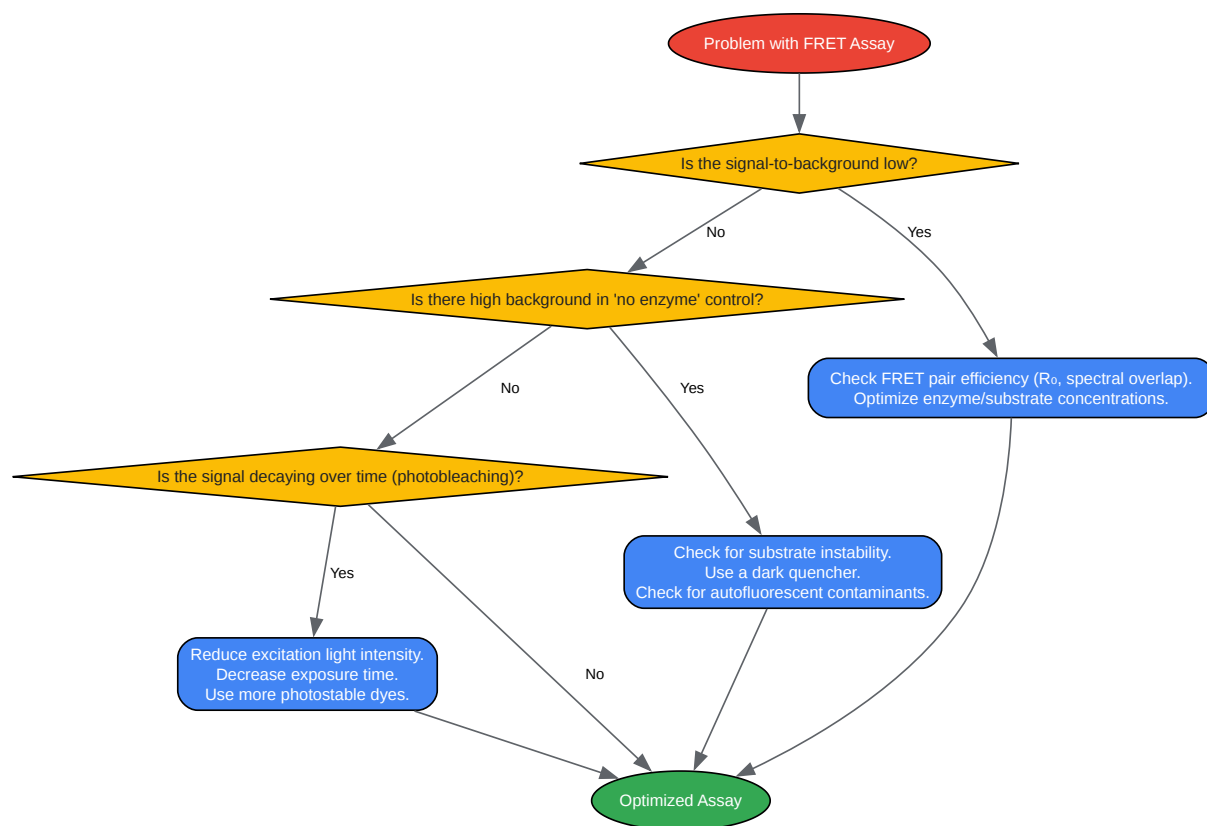 Problem with FRET Assay
Is the signal-to-background low?
No
Yes
Is there high background in 'no enzyme' control?
Check FRET pair efficiency (R₀, spectral overlap).
Optimize enzyme/substrate concentrations.
No
Yes
Is the signal decaying over time (photobleaching)?
Check for substrate instability.
Use a dark quencher.
Check for autofluorescent contaminants.
Yes
Reduce excitation light intensity.
Decrease exposure time.
Use more photostable dyes.
No
Optimized Assay